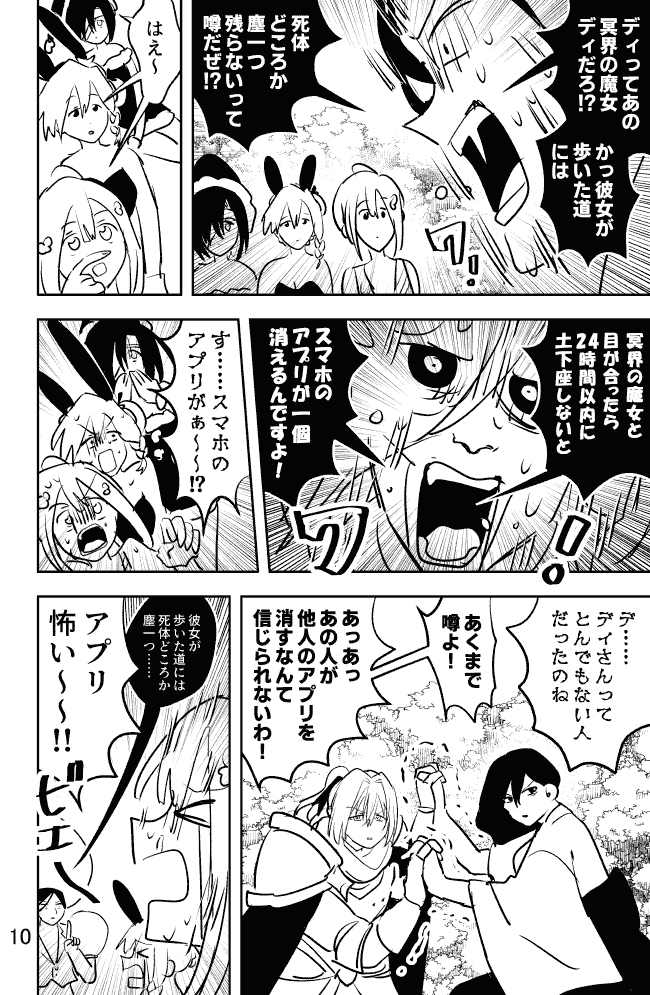 ディってあの
冥界の魔女
ディだろ!?
かっ彼女が
歩いた道
には
死体
どころか
塵一つ
残らないって
噂だぜ!?
ワ!
はえ~
冥界の魔女と
目が合ったら
24時間以内に
土下座しないと
スマホの
アプリが一個
消えるんですよ!
ワ!
す……スマホの
アプリがぁ~~!?
デ……
ディさんって
とんでもない人
だったのね
あくまで
噂よ!
あっあっ
あの人が
他人のアプリを
消すなんて
信じられないわ!
彼女が
歩いた道には
死体どころか
塵一つ……
アプリ
怖い~~!!
ビエー
10